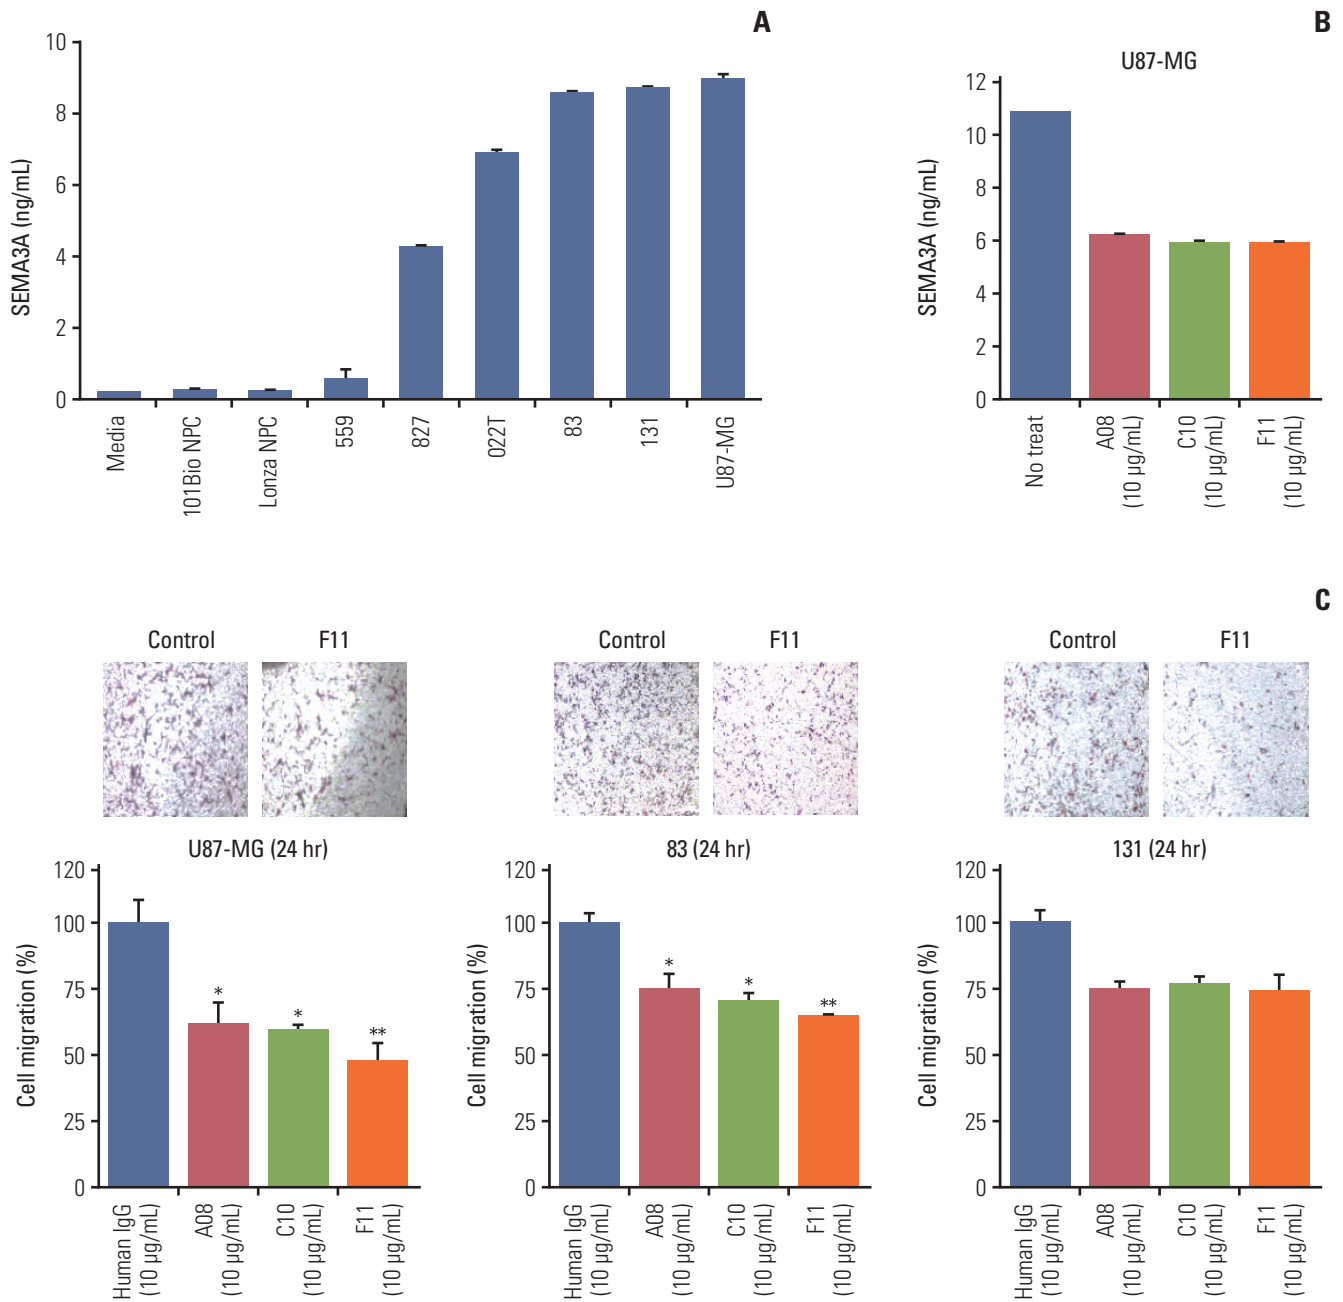 A
10
8
6
4
2
0
SEMA3A (ng/mL)
Media
101Bio NPC
Lonza NPC
559
827
022T
83
131
U87-MG
B
U87-MG
12
10
8
6
4
2
0
SEMA3A (ng/mL)
No treat
A08
(10 µg/mL)
C10
(10 µg/mL)
F11
(10 µg/mL)
C
Control
F11
U87-MG (24 hr)
120
100
75
50
25
0
Cell migration (%)
*
*
**
Human IgG
(10 µg/mL)
A08
(10 µg/mL)
C10
(10 µg/mL)
F11
(10 µg/mL)
Control
F11
83 (24 hr)
120
100
75
50
25
0
Cell migration (%)
*
*
**
Human IgG
(10 µg/mL)
A08
(10 µg/mL)
C10
(10 µg/mL)
F11
(10 µg/mL)
Control
F11
131 (24 hr)
120
100
75
50
25
0
Cell migration (%)
Human IgG
(10 µg/mL)
A08
(10 µg/mL)
C10
(10 µg/mL)
F11
(10 µg/mL)